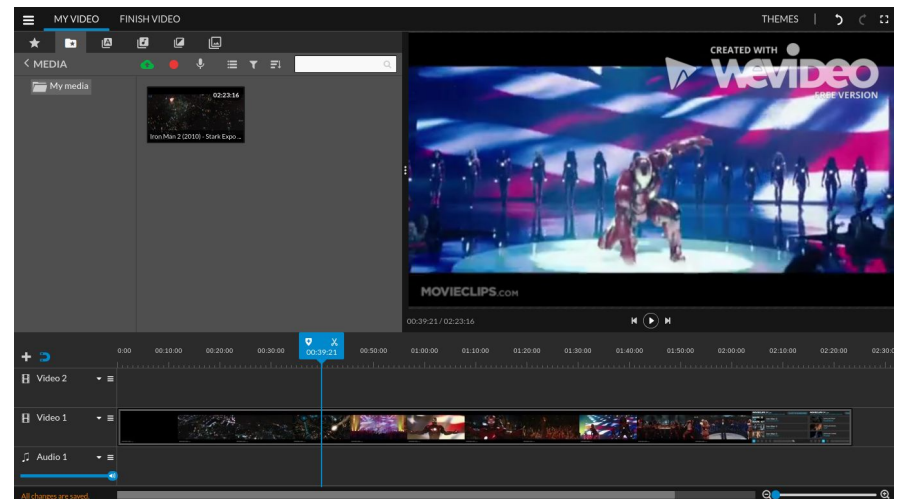 MY VIDEO FINISH VIDEO THEMES
MEDIA
My media
02:23:16
Iron Man 2 (2010) - Stark Expo ...
CREATED WITH
WEVIDEO
FREE VERSION
MOVIECLIPS.COM
00:39:21 / 02:23:16
0:00 00:10:00 00:20:00 00:30:00 00:39:21 00:50:00 01:00:00 01:10:00 01:20:00 01:30:00 01:40:00 01:50:00 02:00:00 02:10:00 02:20:00 02:30:0
Video 2
Video 1
Audio 1
All changes are saved.